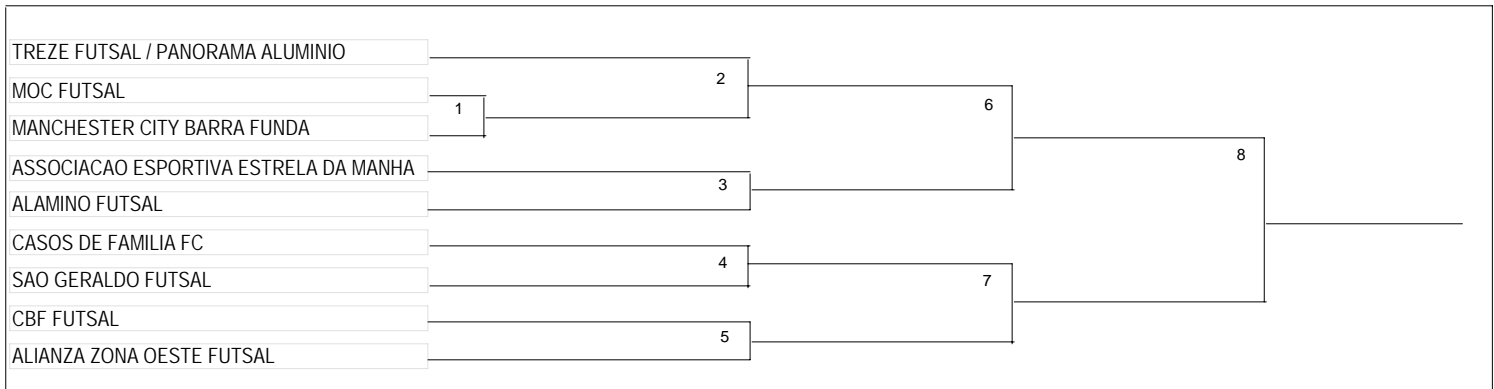 TREZE FUTSAL / PANORAMA ALUMINIO
2
MOC FUTSAL
6
1
MANCHESTER CITY BARRA FUNDA
8
ASSOCIACAO ESPORTIVA ESTRELA DA MANHA
3
ALAMINO FUTSAL
CASOS DE FAMILIA FC
4
SAO GERALDO FUTSAL
7
CBF FUTSAL
5
ALIANZA ZONA OESTE FUTSAL